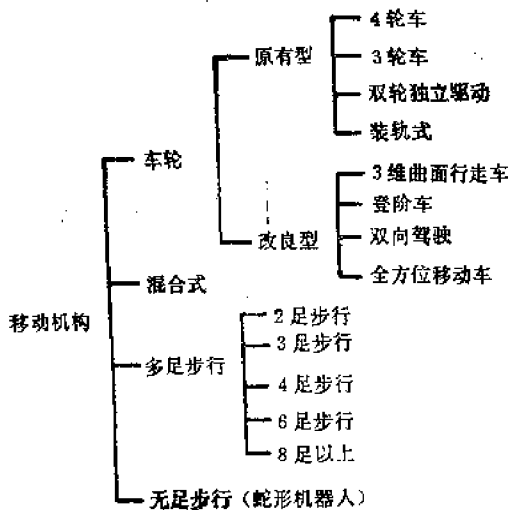 4轮车
原有型
3轮车
双轮独立驱动
装轨式
车轮
3维曲面行走车
登阶车
改良型
双向驾驶
全方位移动车
混合式
移动机构
2足步行
3足步行
多足步行
4足步行
6足步行
8足以上
无足步行（蛇形机器人）